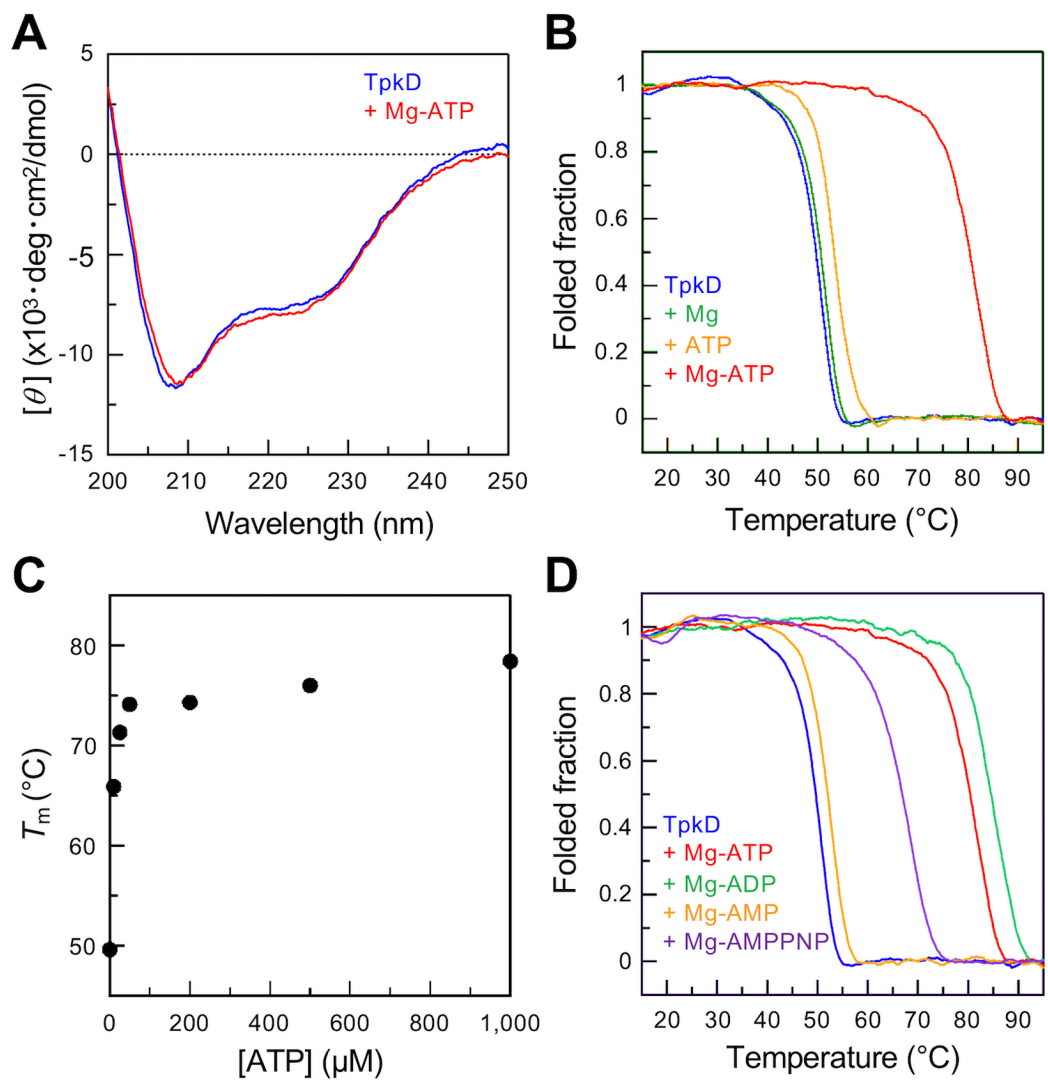 A
5
0
-5
-10
-15
[θ] (x10³·deg·cm²/dmol)
TpkD
+ Mg-ATP
200 210 220 230 240 250
Wavelength (nm)
B
1
0.8
0.6
0.4
0.2
0
Folded fraction
TpkD
+ Mg
+ ATP
+ Mg-ATP
20 30 40 50 60 70 80 90
Temperature (°C)
C
80
70
60
50
Tm (°C)
0 200 400 600 800 1,000
[ATP] (µM)
D
1
0.8
0.6
0.4
0.2
0
Folded fraction
TpkD
+ Mg-ATP
+ Mg-ADP
+ Mg-AMP
+ Mg-AMPPNP
20 30 40 50 60 70 80 90
Temperature (°C)